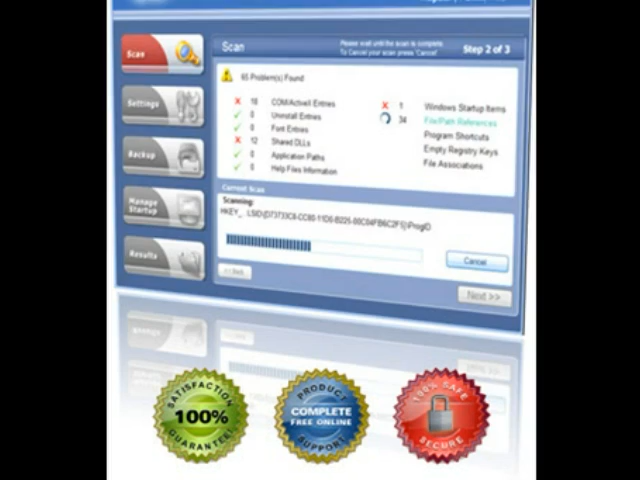 Scan
Scan
Please wait until the scan is complete.
To Cancel your scan press 'Cancel'.
Step 2 of 3
65 Problem(s) Found
18 COM/ActiveX Entries
0 Uninstall Entries
0 Font Entries
12 Shared DLLs
0 Application Paths
0 Help Files Information
1 Windows Startup Items
34 File/Path References
Program Shortcuts
Empty Registry Keys
File Associations
Settings
Backup
Manage
Startup
Results
Current Scan
Scanning:
Cancel
Next >>
SATISFACTION
100%
GUARANTEE
PRODUCT
COMPLETE
FREE ONLINE
SUPPORT
100% SAFE
SECURE